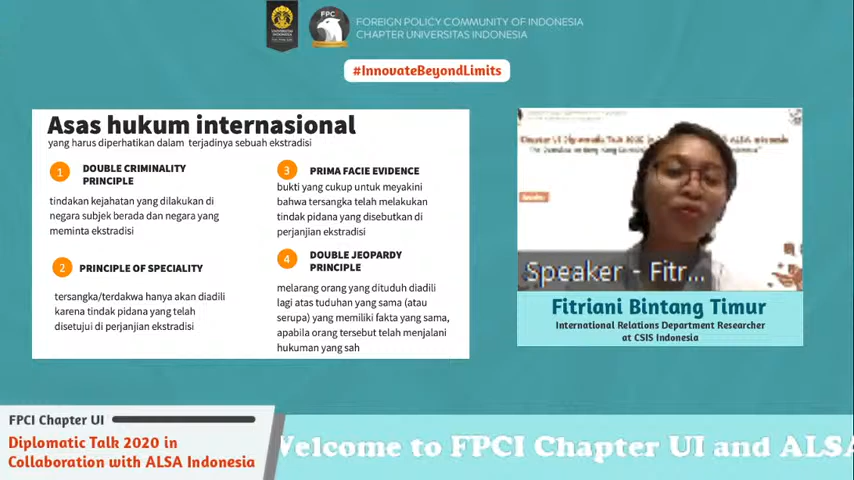 FPC
UNIVERSITAS
INDONESIA
FOREIGN POLICY COMMUNITY OF INDONESIA
CHAPTER UNIVERSITAS INDONESIA
#InnovateBeyondLimits
Asas hukum internasional
yang harus diperhatikan dalam terjadinya sebuah ekstradisi
1
DOUBLE CRIMINALITY
PRINCIPLE
tindakan kejahatan yang dilakukan di
negara subjek berada dan negara yang
meminta ekstradisi
2
PRINCIPLE OF SPECIALITY
tersangka/terdakwa hanya akan diadili
karena tindak pidana yang telah
disetujui di perjanjian ekstradisi
3
PRIMA FACIE EVIDENCE
bukti yang cukup untuk meyakini
bahwa tersangka telah melakukan
tindak pidana yang disebutkan di
perjanjian ekstradisi
4
DOUBLE JEOPARDY
PRINCIPLE
melarang orang yang dituduh diadili
lagi atas tuduhan yang sama (atau
serupa) yang memiliki fakta yang sama,
apabila orang tersebut telah menjalani
hukuman yang sah
Speaker - Fitr...
Fitriani Bintang Timur
International Relations Department Researcher
at CSIS Indonesia
FPCI Chapter UI
Diplomatic Talk 2020 in
Collaboration with ALSA Indonesia
Welcome to FPCI Chapter UI and ALSA